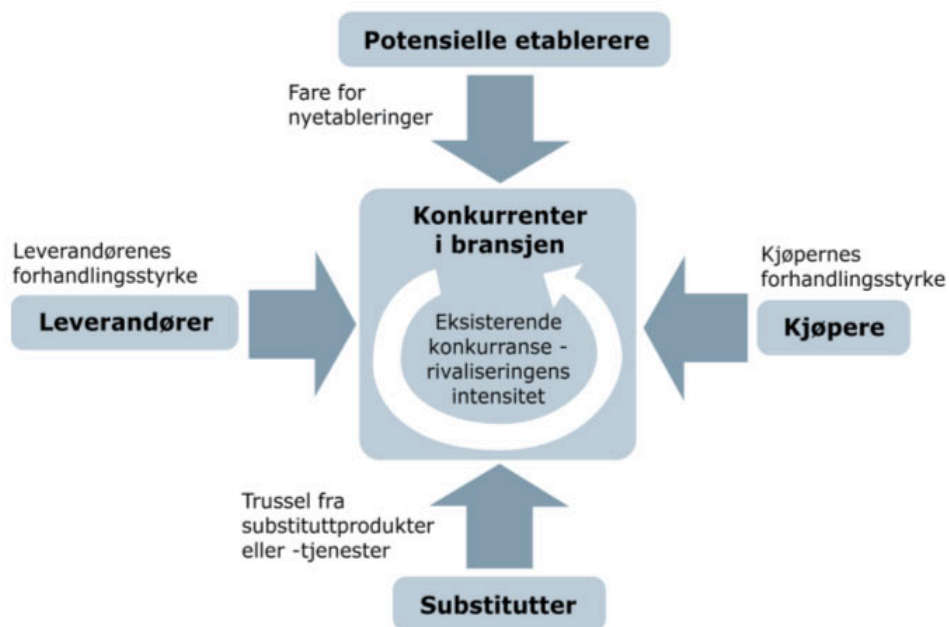 Potensielle etablerere
Fare for
nyetableringer
Konkurrenter
i bransjen
Leverandørenes
forhandlingsstyrke
Leverandører
Eksisterende
konkurranse -
rivaliseringens
intensitet
Kjøpernes
forhandlingsstyrke
Kjøpere
Trussel fra
substituttprodukter
eller -tjenester
Substitutter